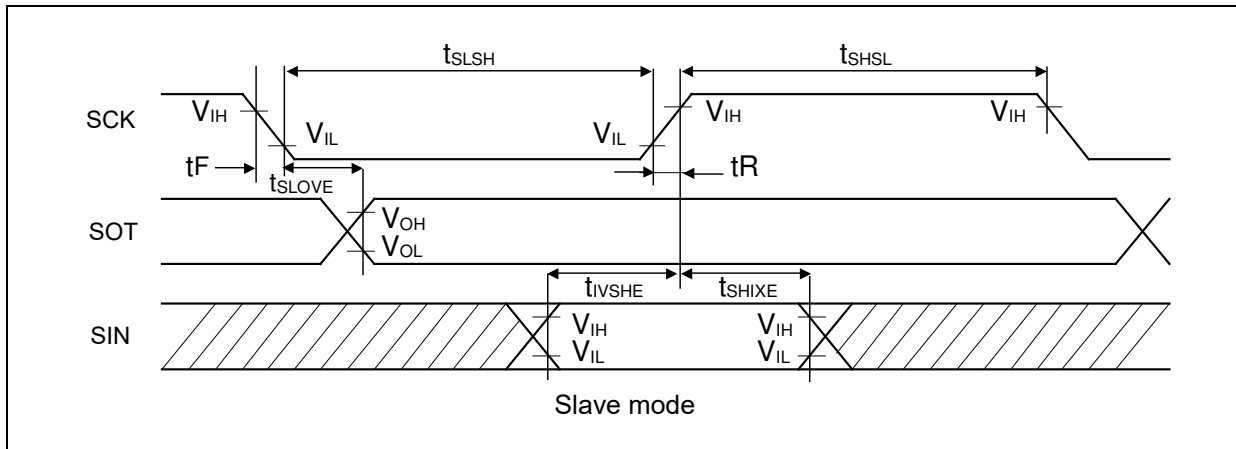 tSLSH tSHSL
SCK VIH VIL VIL VIH VIH
tF tSLOVE tR
SOT VOH
VOL
tIVSHE tSHIXE
SIN VIH VIH
VIL VIL
Slave mode